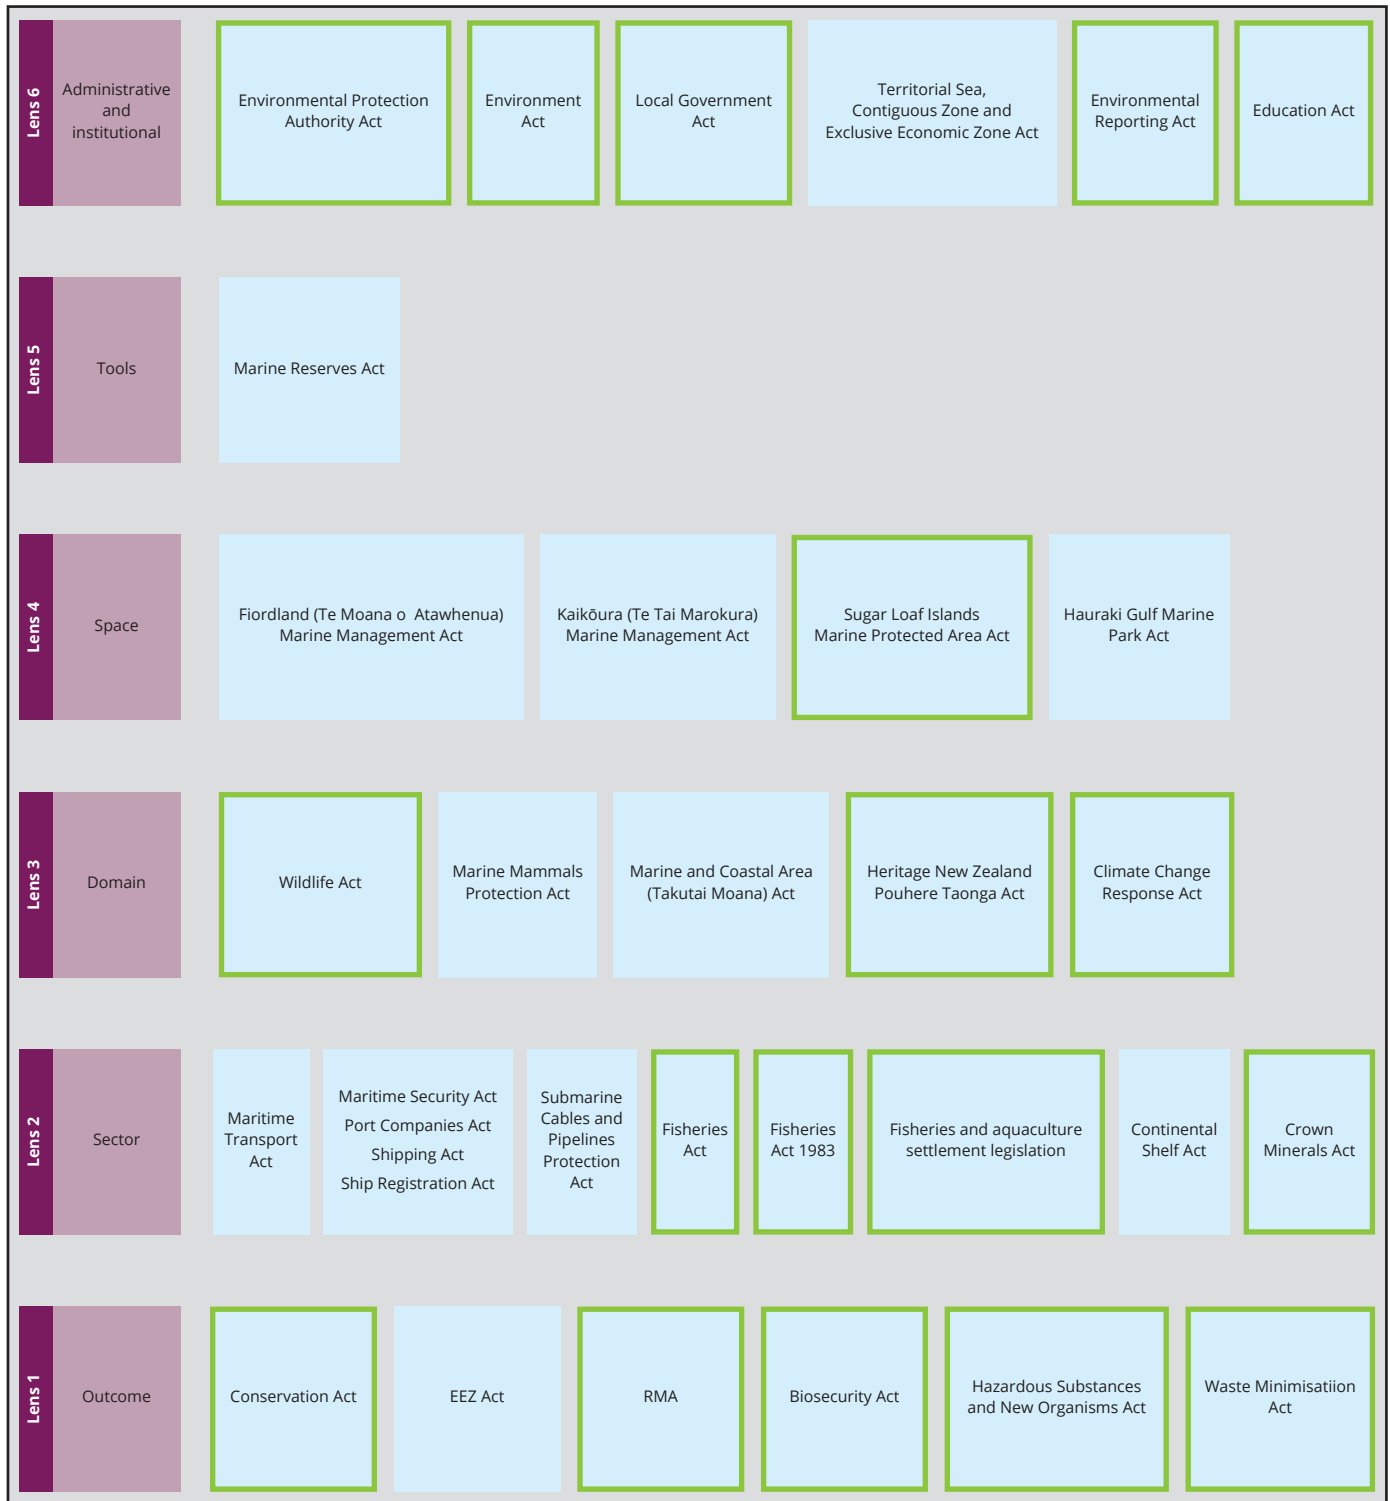 Lens 6
Administrative
and
institutional
Environmental Protection
Authority Act
Environment
Act
Local Government
Act
Territorial Sea,
Contiguous Zone and
Exclusive Economic Zone Act
Environmental
Reporting Act
Education Act
Lens 5
Tools
Marine Reserves Act
Lens 4
Space
Fiordland (Te Moana o  Atawhenua)
Marine Management Act
Kaikōura (Te Tai Marokura)
Marine Management Act
Sugar Loaf Islands
Marine Protected Area Act
Hauraki Gulf Marine
Park Act
Lens 3
Domain
Wildlife Act
Marine Mammals
Protection Act
Marine and Coastal Area
(Takutai Moana) Act
Heritage New Zealand
Pouhere Taonga Act
Climate Change
Response Act
Lens 2
Sector
Maritime
Transport
Act
Maritime Security Act
Port Companies Act
Shipping Act
Ship Registration Act
Submarine
Cables and
Pipelines
Protection
Act
Fisheries
Act
Fisheries
Act 1983
Fisheries and aquaculture
settlement legislation
Continental
Shelf Act
Crown
Minerals Act
Lens 1
Outcome
Conservation Act
EEZ Act
RMA
Biosecurity Act
Hazardous Substances
and New Organisms Act
Waste Minimisatiion
Act